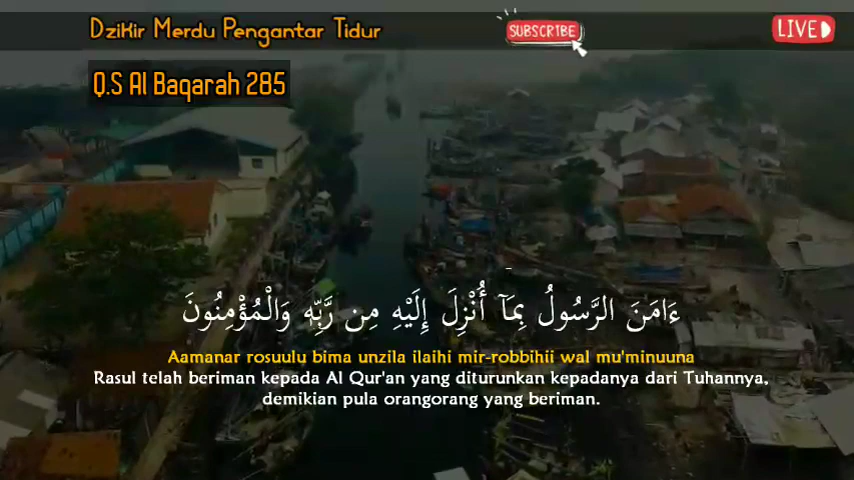 Dzikir Merdu Pengantar Tidur
SUBSCRIBE
LIVE
Q.S Al Baqarah 285
ءَامَنَ الرَّسُولُ بِمَآ أُنْزِلَ إِلَيْهِ مِن رَّبِّهٖ وَالْمُؤْمِنُونَ
Aamanar rosuulu bima unzila ilaihi mir-robbihii wal mu'minuuna
Rasul telah beriman kepada Al Qur'an yang diturunkan kepadanya dari Tuhannya,
demikian pula orangorang yang beriman.